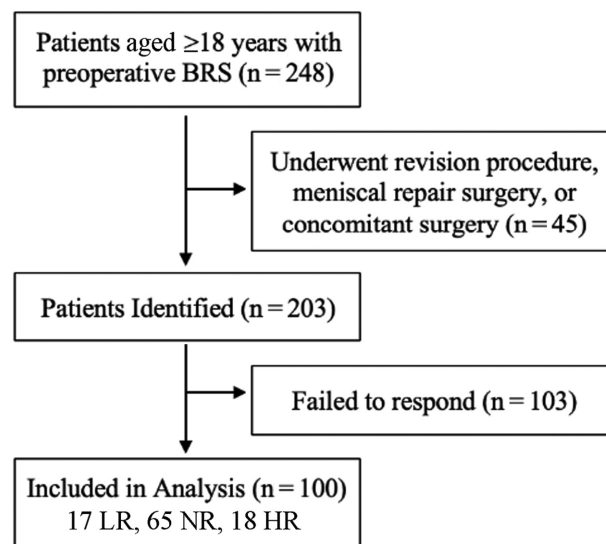 Patients aged ≥18 years with
preoperative BRS (n=248)
Underwent revision procedure,
meniscal repair surgery, or
concomitant surgery (n=45)
Patients Identified (n=203)
Failed to respond (n=103)
Included in Analysis (n=100)
17 LR, 65 NR, 18 HR